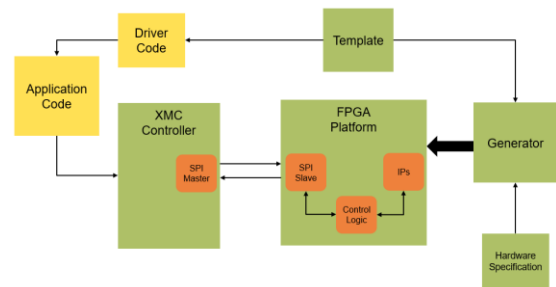 Driver
Code
Template
Application
Code
XMC
Controller
SPI
Master
FPGA
Platform
SPI
Slave
IPs
Control
Logic
Generator
Hardware
Specification